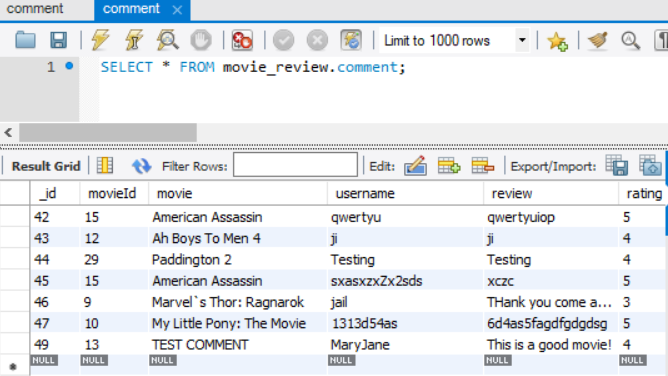 comment comment
Limit to 1000 rows
1 SELECT * FROM movie_review.comment;
Result Grid Filter Rows: Edit: Export/Import:
_id movieId movie username review rating
42 15 American Assassin qwertyu qwertyuiop 5
43 12 Ah Boys To Men 4 ji ji 4
44 29 Paddington 2 Testing Testing 4
45 15 American Assassin sxasxzxZx2sds xczc 5
46 9 Marvel`s Thor: Ragnarok jail THank you come a... 3
47 10 My Little Pony: The Movie 1313d54as 6d4as5fagdfgdgdsg 5
49 13 TEST COMMENT MaryJane This is a good movie! 4
NULL NULL NULL NULL NULL NULL